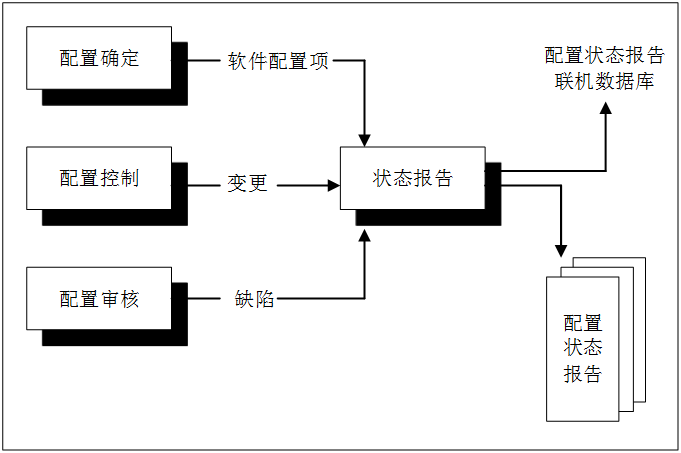 配置确定
软件配置项
配置状态报告
联机数据库
配置控制
变更
状态报告
配置审核
缺陷
配置
状态
报告